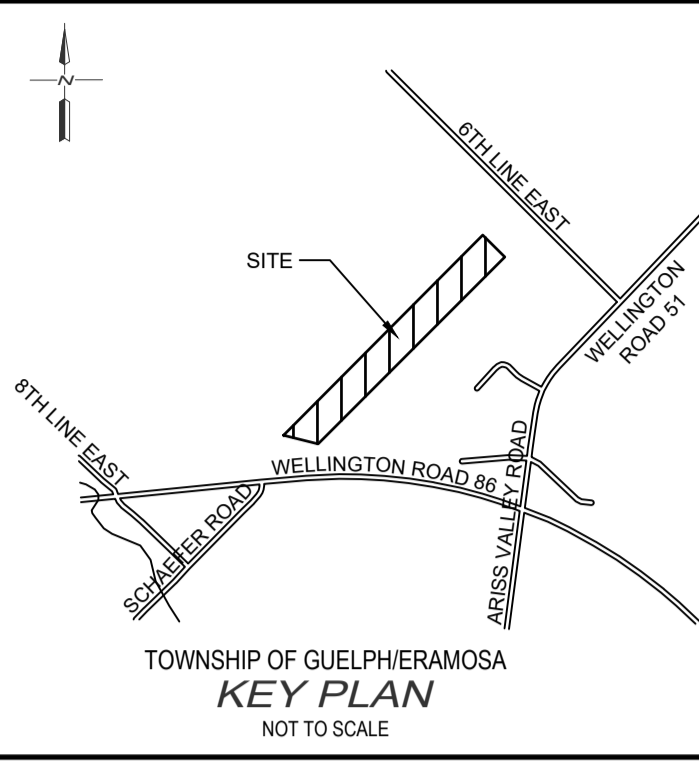 N
6TH LINE EAST
SITE
WELLINGTON
ROAD 51
8TH LINE EAST
WELLINGTON ROAD 86
SCHAEFER ROAD
ARISS VALLEY ROAD
TOWNSHIP OF GUELPH/ERAMOSA
KEY PLAN
NOT TO SCALE